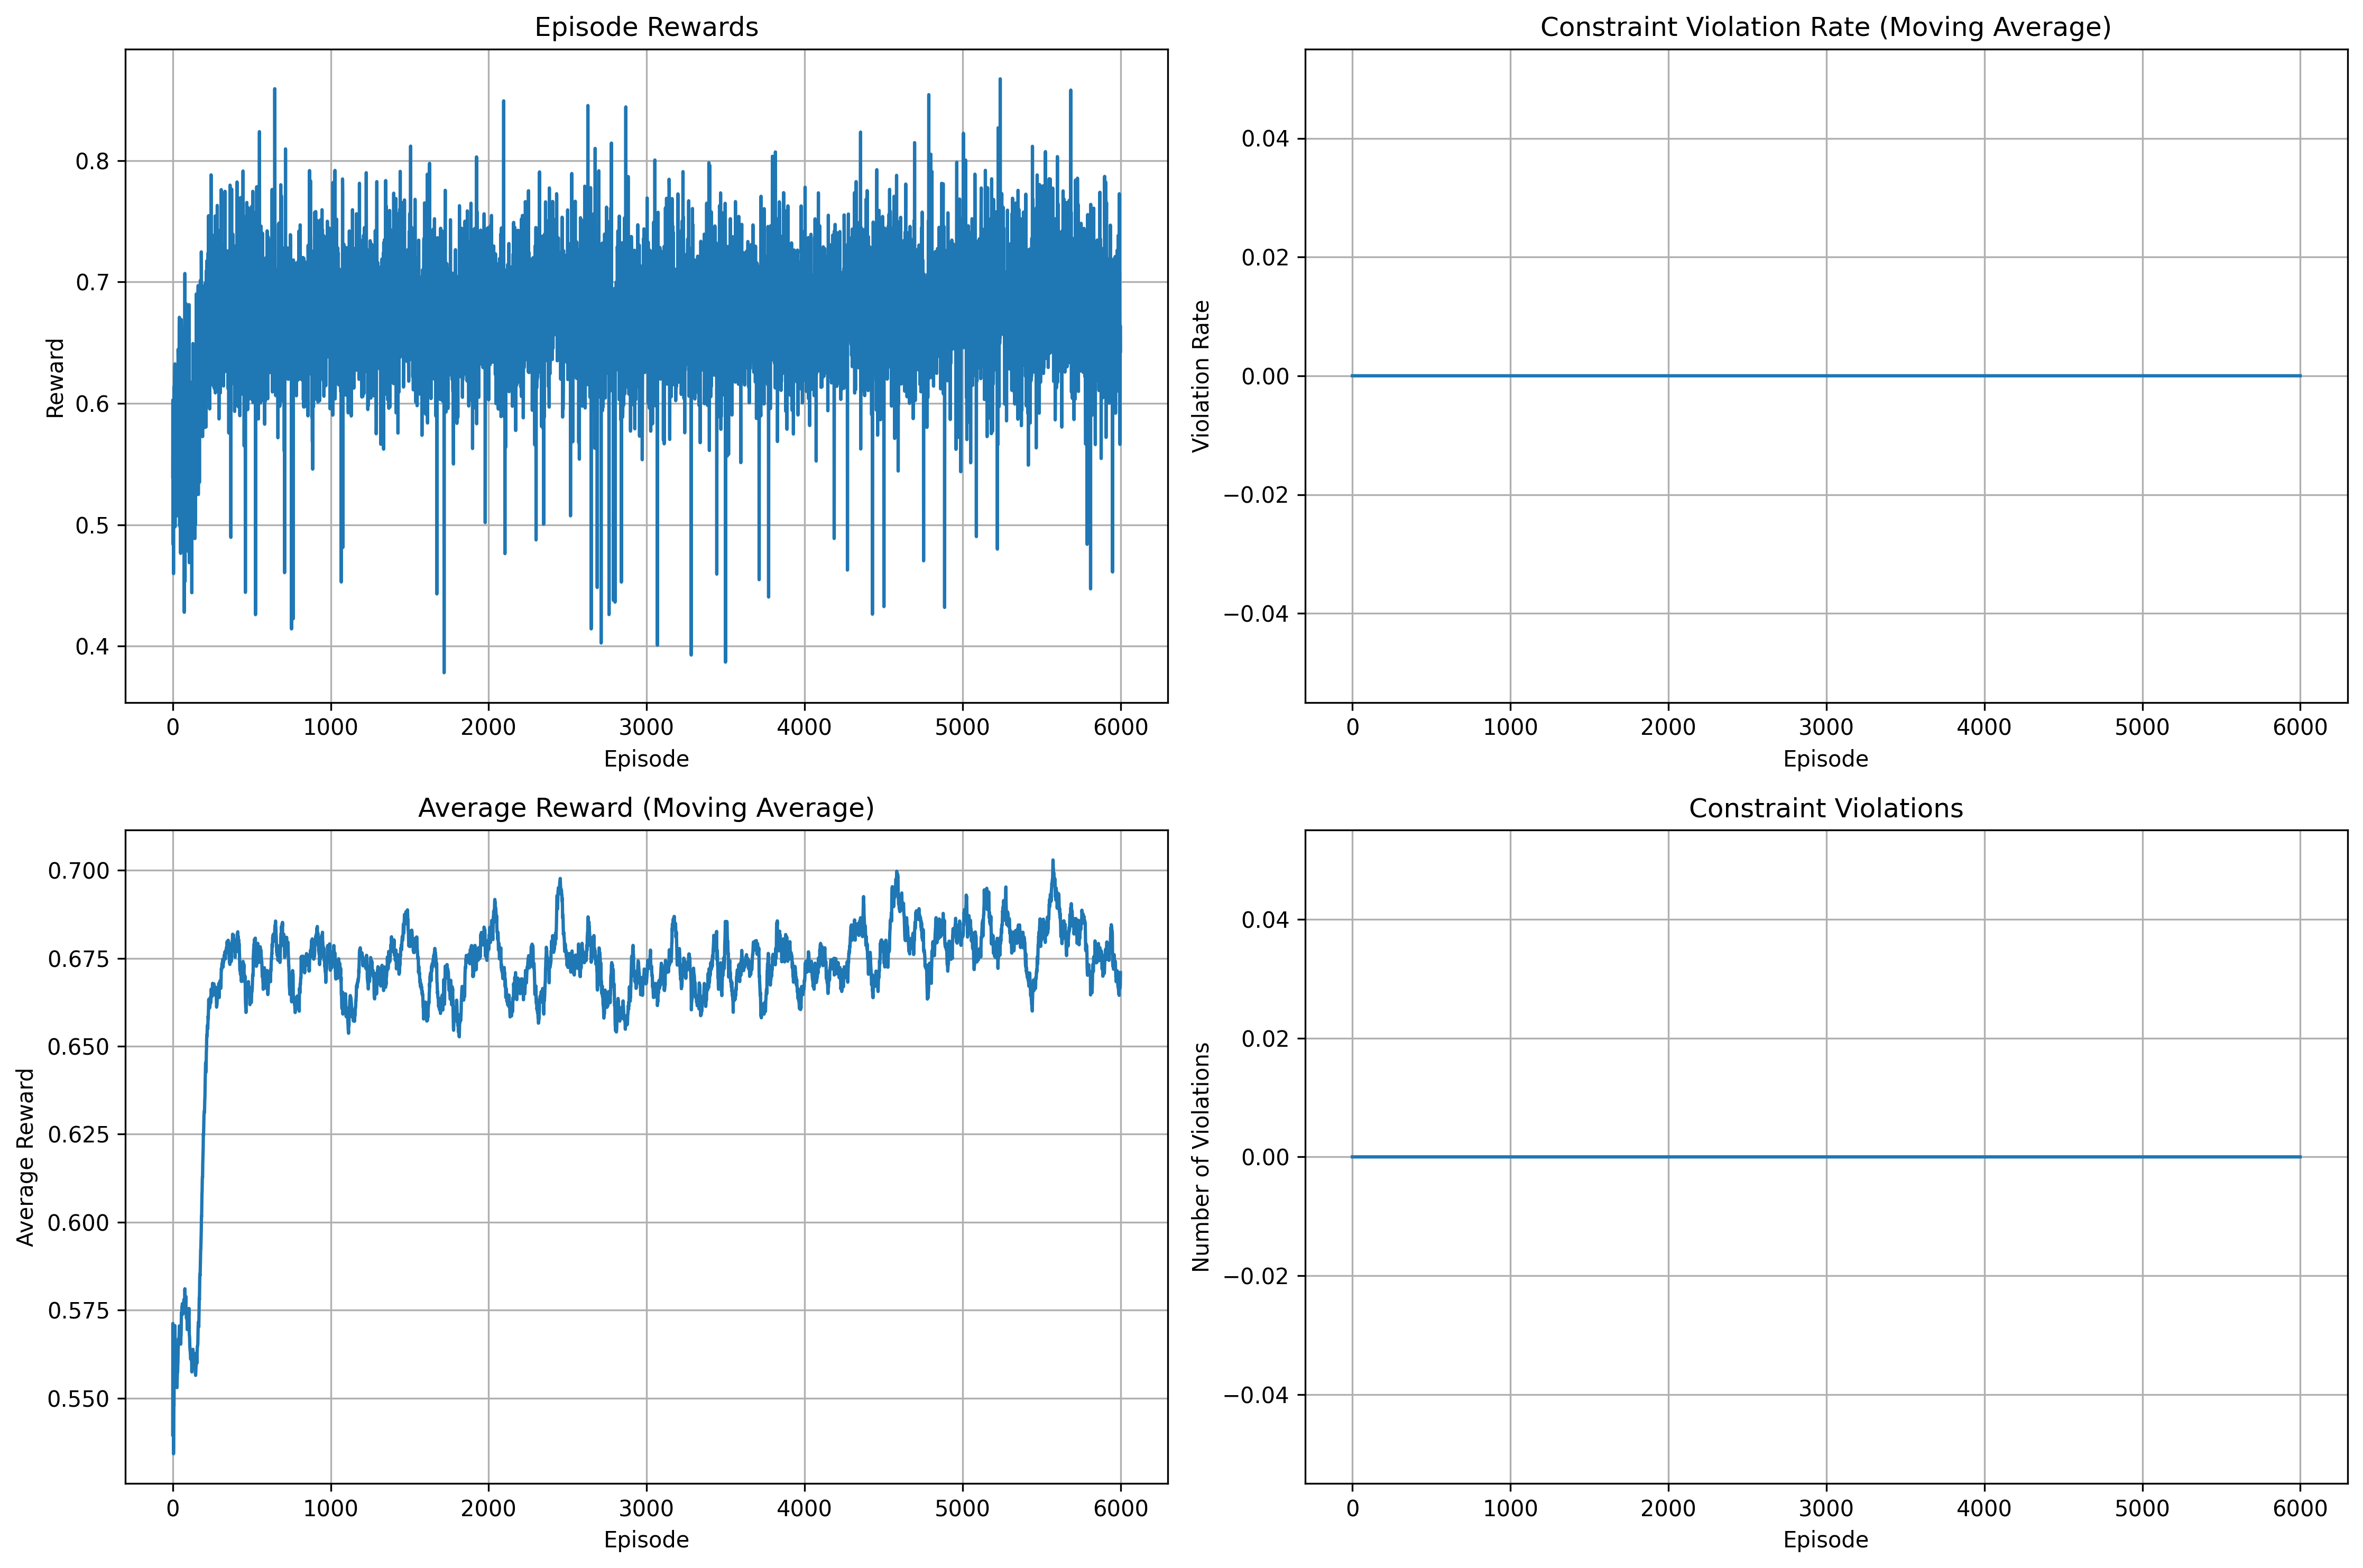 Episode Rewards
Reward
0.8
0.7
0.6
0.5
0.4
0 1000 2000 3000 4000 5000 6000
Episode
Constraint Violation Rate (Moving Average)
Violation Rate
0.04
0.02
0.00
−0.02
−0.04
0 1000 2000 3000 4000 5000 6000
Episode
Average Reward (Moving Average)
Average Reward
0.700
0.675
0.650
0.625
0.600
0.575
0.550
0 1000 2000 3000 4000 5000 6000
Episode
Constraint Violations
Number of Violations
0.04
0.02
0.00
−0.02
−0.04
0 1000 2000 3000 4000 5000 6000
Episode